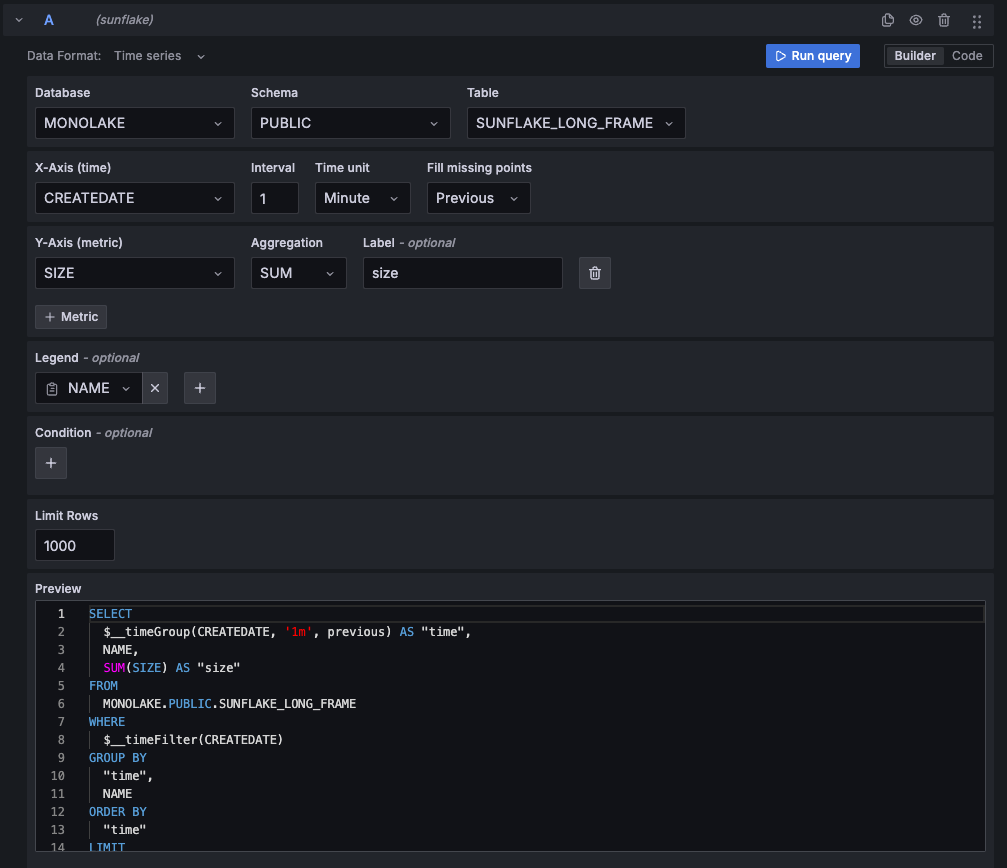 A (sunflake)
Data Format: Time series Run query Builder Code
Database Schema Table
MONOLAKE PUBLIC SUNFLAKE_LONG_FRAME
X-Axis (time) Interval Time unit Fill missing points
CREATEDATE 1 Minute Previous
Y-Axis (metric) Aggregation Label - optional
SIZE SUM size
Metric
Legend - optional
NAME
Condition - optional
Limit Rows
1000
Preview
1 SELECT
2 $__timeGroup(CREATEDATE, '1m', previous) AS "time",
3 NAME,
4 SUM(SIZE) AS "size"
5 FROM
6 MONOLAKE.PUBLIC.SUNFLAKE_LONG_FRAME
7 WHERE
8 $__timeFilter(CREATEDATE)
9 GROUP BY
10 "time",
11 NAME
12 ORDER BY
13 "time"
14 LIMIT